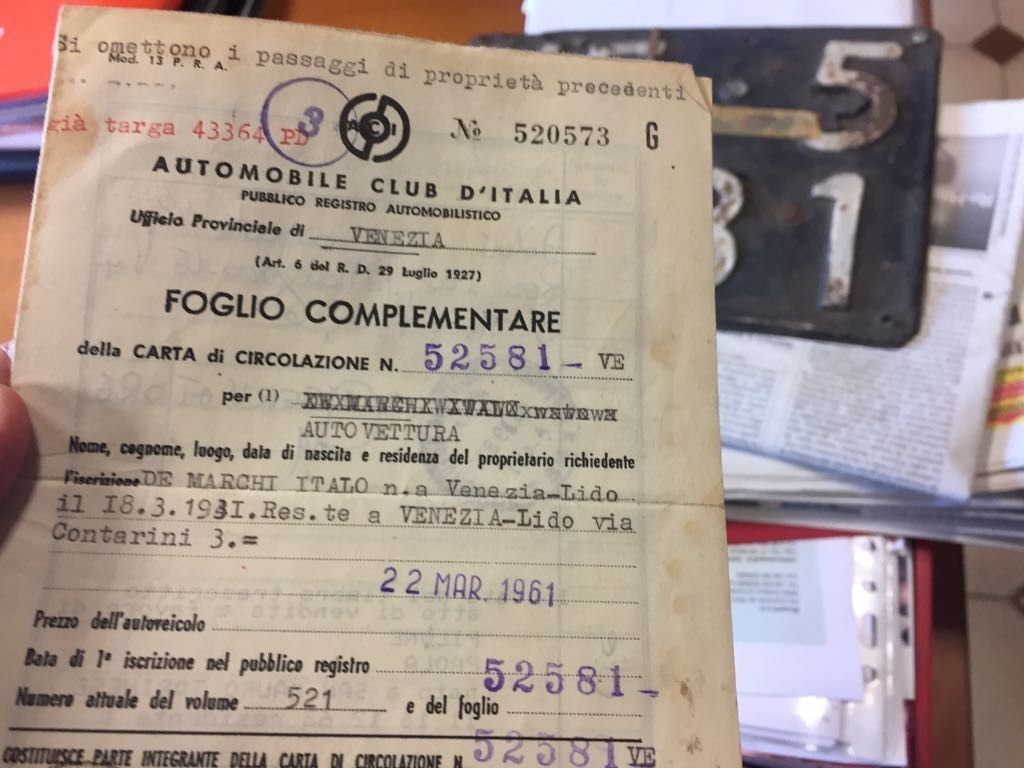 Si omettono i passaggi di proprietà precedenti
Mod. 13 P. R. A.
già targa 43364 PD
3
ACI
No 520573 G
AUTOMOBILE CLUB D'ITALIA
PUBBLICO REGISTRO AUTOMOBILISTICO
Ufficio Provinciale di VENEZIA
(Art. 6 del R. D. 29 Luglio 1927)
FOGLIO COMPLEMENTARE
della CARTA di CIRCOLAZIONE N. 52581- VE
per (1)
AUTOVETTURA
Nome, cognome, luogo, data di nascita e residenza del proprietario richiedente
l'iscrizione DE MARCHI ITALO n.a Venezia-Lido
il I8.3.1931.Res.te a VENEZIA-Lido via
Contarini 3.=
22 MAR. 1961
Prezzo dell'autoveicolo
Data di 1ª iscrizione nel pubblico registro
52581-
Numero attuale del volume 521 e del foglio
COSTITUISCE PARTE INTEGRANTE DELLA CARTA DI CIRCOLAZIONE N 52581 VE
5
81